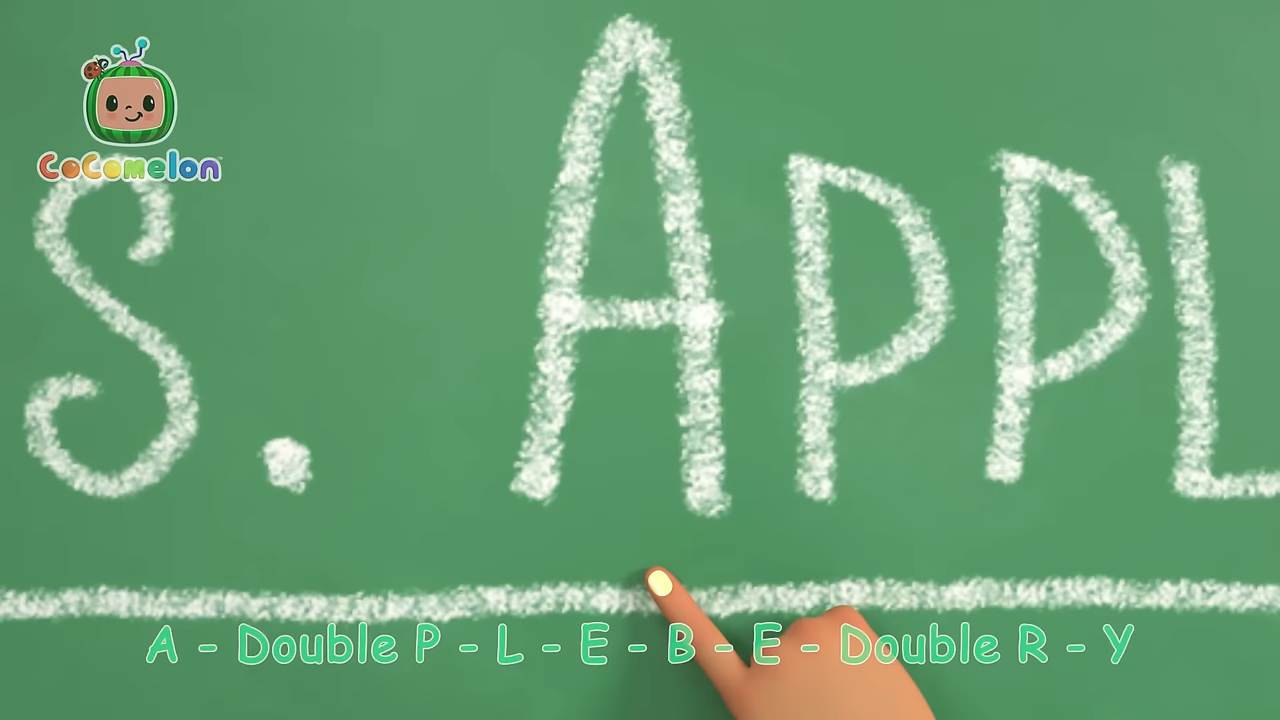 CoComelon
S. APPL
A - Double P - L - E - B - E - Double R - Y